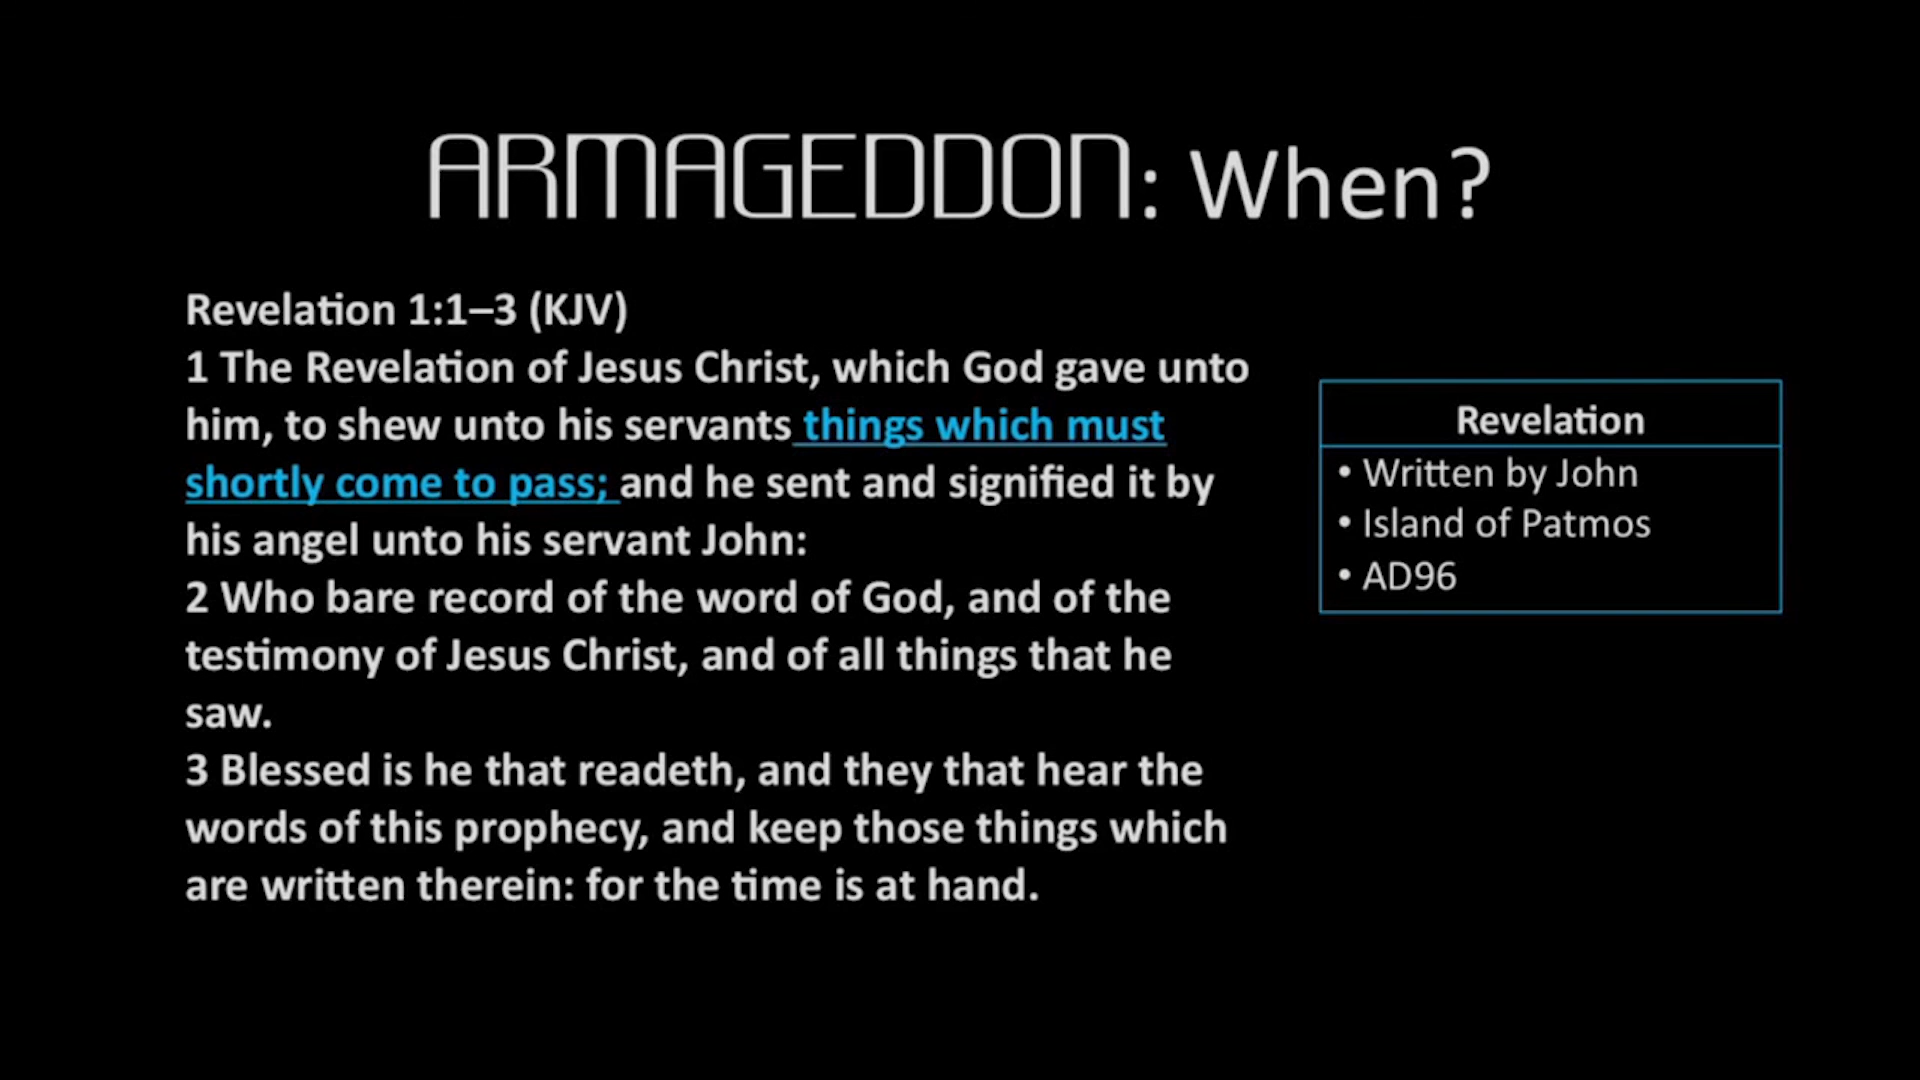 ARMAGEDDON: When?
Revelation 1:1–3 (KJV)
1 The Revelation of Jesus Christ, which God gave unto
him, to shew unto his servants things which must
shortly come to pass; and he sent and signified it by
his angel unto his servant John:
2 Who bare record of the word of God, and of the
testimony of Jesus Christ, and of all things that he
saw.
3 Blessed is he that readeth, and they that hear the
words of this prophecy, and keep those things which
are written therein: for the time is at hand.
Revelation
• Written by John
• Island of Patmos
• AD96